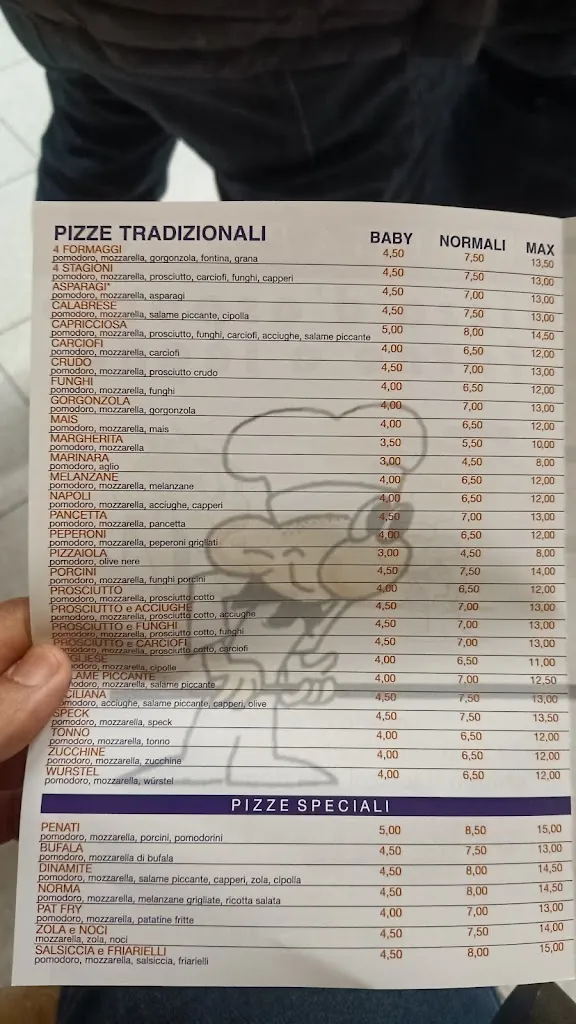 PIZZE TRADIZIONALI BABY NORMALI MAX
4 FORMAGGI
pomodoro, mozzarella, gorgonzola, fontina, grana 4,50 7,50 13,50
4 STAGIONI
pomodoro, mozzarella, prosciutto, carciofi, funghi, capperi 4,50 7,50 13,00
ASPARAGI*
pomodoro, mozzarella, asparagi 4,50 7,00 13,00
CALABRESE
pomodoro, mozzarella, salame piccante, cipolla 4,50 7,50 13,00
CAPRICCIOSA
pomodoro, mozzarella, prosciutto, funghi, carciofi, acciughe, salame piccante 5,00 8,00 14,50
CARCIOFI
pomodoro, mozzarella, carciofi 4,00 6,50 12,00
CRUDO
pomodoro, mozzarella, prosciutto crudo 4,50 7,00 13,00
FUNGHI
pomodoro, mozzarella, funghi 4,00 6,50 12,00
GORGONZOLA
pomodoro, mozzarella, gorgonzola 4,00 7,00 13,00
MAIS
pomodoro, mozzarella, mais 4,00 6,50 12,00
MARGHERITA
pomodoro, mozzarella 3,50 5,50 10,00
MARINARA
pomodoro, aglio 3,00 4,50 8,00
MELANZANE
pomodoro, mozzarella, melanzane 4,00 6,50 12,00
NAPOLI
pomodoro, mozzarella, acciughe, capperi 4,00 6,50 12,00
PANCETTA
pomodoro, mozzarella, pancetta 4,50 7,00 13,00
PEPERONI
pomodoro, mozzarella, peperoni grigliati 4,00 6,50 12,00
PIZZAIOLA
pomodoro, olive nere 3,00 4,50 8,00
PORCINI
pomodoro, mozzarella, funghi porcini 4,50 7,50 14,00
PROSCIUTTO
pomodoro, mozzarella, prosciutto cotto 4,00 6,50 12,00
PROSCIUTTO e ACCIUGHE
pomodoro, mozzarella, prosciutto cotto, acciughe 4,50 7,00 13,00
PROSCIUTTO e FUNGHI
pomodoro, mozzarella, prosciutto cotto, funghi 4,50 7,00 13,00
PROSCIUTTO e CARCIOFI
pomodoro, mozzarella, prosciutto cotto, carciofi 4,50 7,00 13,00
GLIESE
odoro, mozzarella, cipolle 4,00 6,50 11,00
LAME PICCANTE
modoro, mozzarella, salame piccante 4,00 7,00 12,50
CILIANA
omodoro, acciughe, salame piccante, capperi, olive 4,50 7,50 13,00
SPECK
pomodoro, mozzarella, speck 4,50 7,50 13,50
TONNO
pomodoro, mozzarella, tonno 4,00 6,50 12,00
ZUCCHINE
pomodoro, mozzarella, zucchine 4,00 6,50 12,00
WURSTEL
pomodoro, mozzarella, würstel 4,00 6,50 12,00
PIZZE SPECIALI
PENATI
pomodoro, mozzarella, porcini, pomodorini 5,00 8,50 15,00
BUFALA
pomodoro, mozzarella di bufala 4,50 7,50 13,00
DINAMITE
pomodoro, mozzarella, salame piccante, capperi, zola, cipolla 4,50 8,00 14,50
NORMA
pomodoro, mozzarella, melanzane grigliate, ricotta salata 4,50 8,00 14,50
PAT FRY
pomodoro, mozzarella, patatine fritte 4,00 7,00 13,00
ZOLA e NOCI
mozzarella, zola, noci 4,50 7,50 14,00
SALSICCIA e FRIARIELLI
pomodoro, mozzarella, salsiccia, friarielli 4,50 8,00 15,00